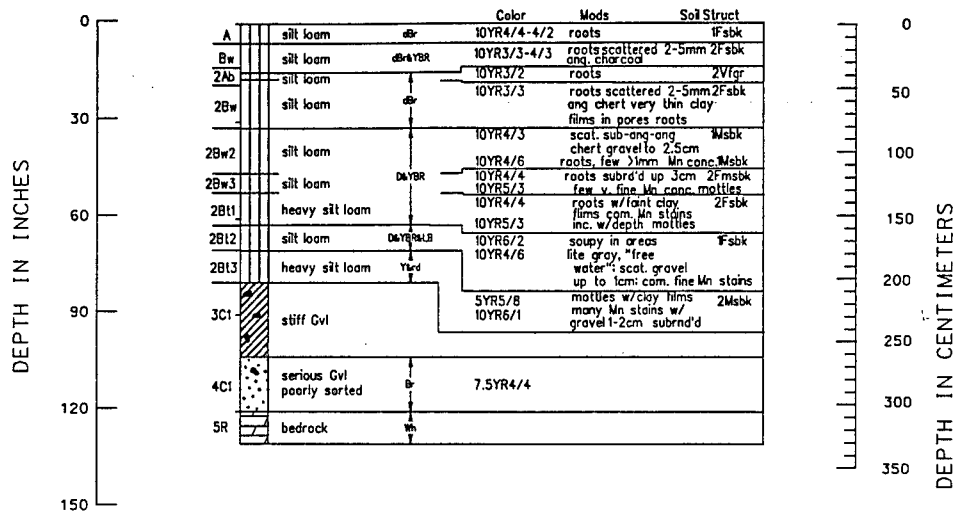 Color Mods Soil Struct
0 0
A silt loam dBr 10YR4/4-4/2 roots 1Fsbk
Bw silt loam dBr&YBR 10YR3/3-4/3 roots scattered 2-5mm 2Fsbk
ang. charcoal
2Ab silt loam 10YR3/2 roots 2Vfgr
2Bw silt loam dBr 10YR3/3 roots scattered 2-5mm 2Fsbk
ang chert very thin clay
films in pores roots
30 50
2Bw2 silt loam 10YR4/3 scat. sub-ang-ang 1Msbk
chert gravel to 2.5cm
10YR4/6 roots, few >1mm Mn conc. 1Msbk
100
D&YBR
2Bw3 silt loam 10YR4/4 roots subrd'd up 3cm 2Fmsbk
10YR5/3 few v. fine Mn conc. mottles
2Bt1 heavy silt loam 10YR4/4 roots w/faint clay 2Fsbk
films com. Mn stains
10YR5/3 inc. w/depth mottles
60 150
2Bt2 silt loam D&YBR&LB 10YR6/2 soupy in areas 1Fsbk
10YR4/6 lite gray, "free
water"; scat. gravel
up to 1cm: com. fine Mn stains
2Bt3 heavy silt loam 200
5YR5/8 mottles w/clay films 2Msbk
10YR6/1 many Mn stains w/
gravel 1-2cm subrnd'd
90
3C1 stiff Gvl
250
4C1 serious Gvl
poorly sorted Br 7.5YR4/4
300
120
5R bedrock Wh
350
150
DEPTH IN INCHES
DEPTH IN CENTIMETERS